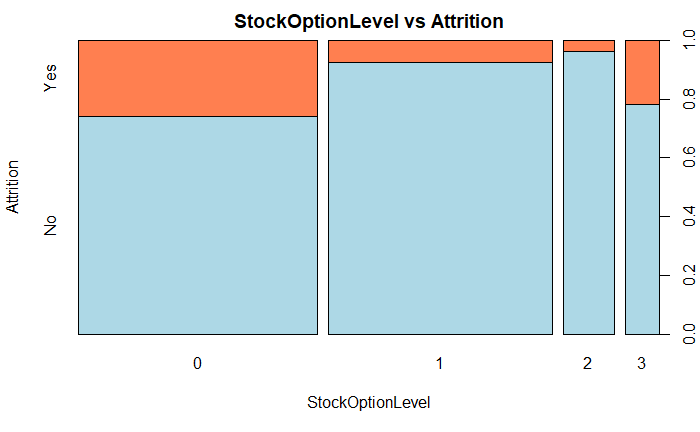 StockOptionLevel vs Attrition
Yes
No
Attrition
1.0
0.8
0.6
0.4
0.2
0.0
0 1 2 3
StockOptionLevel